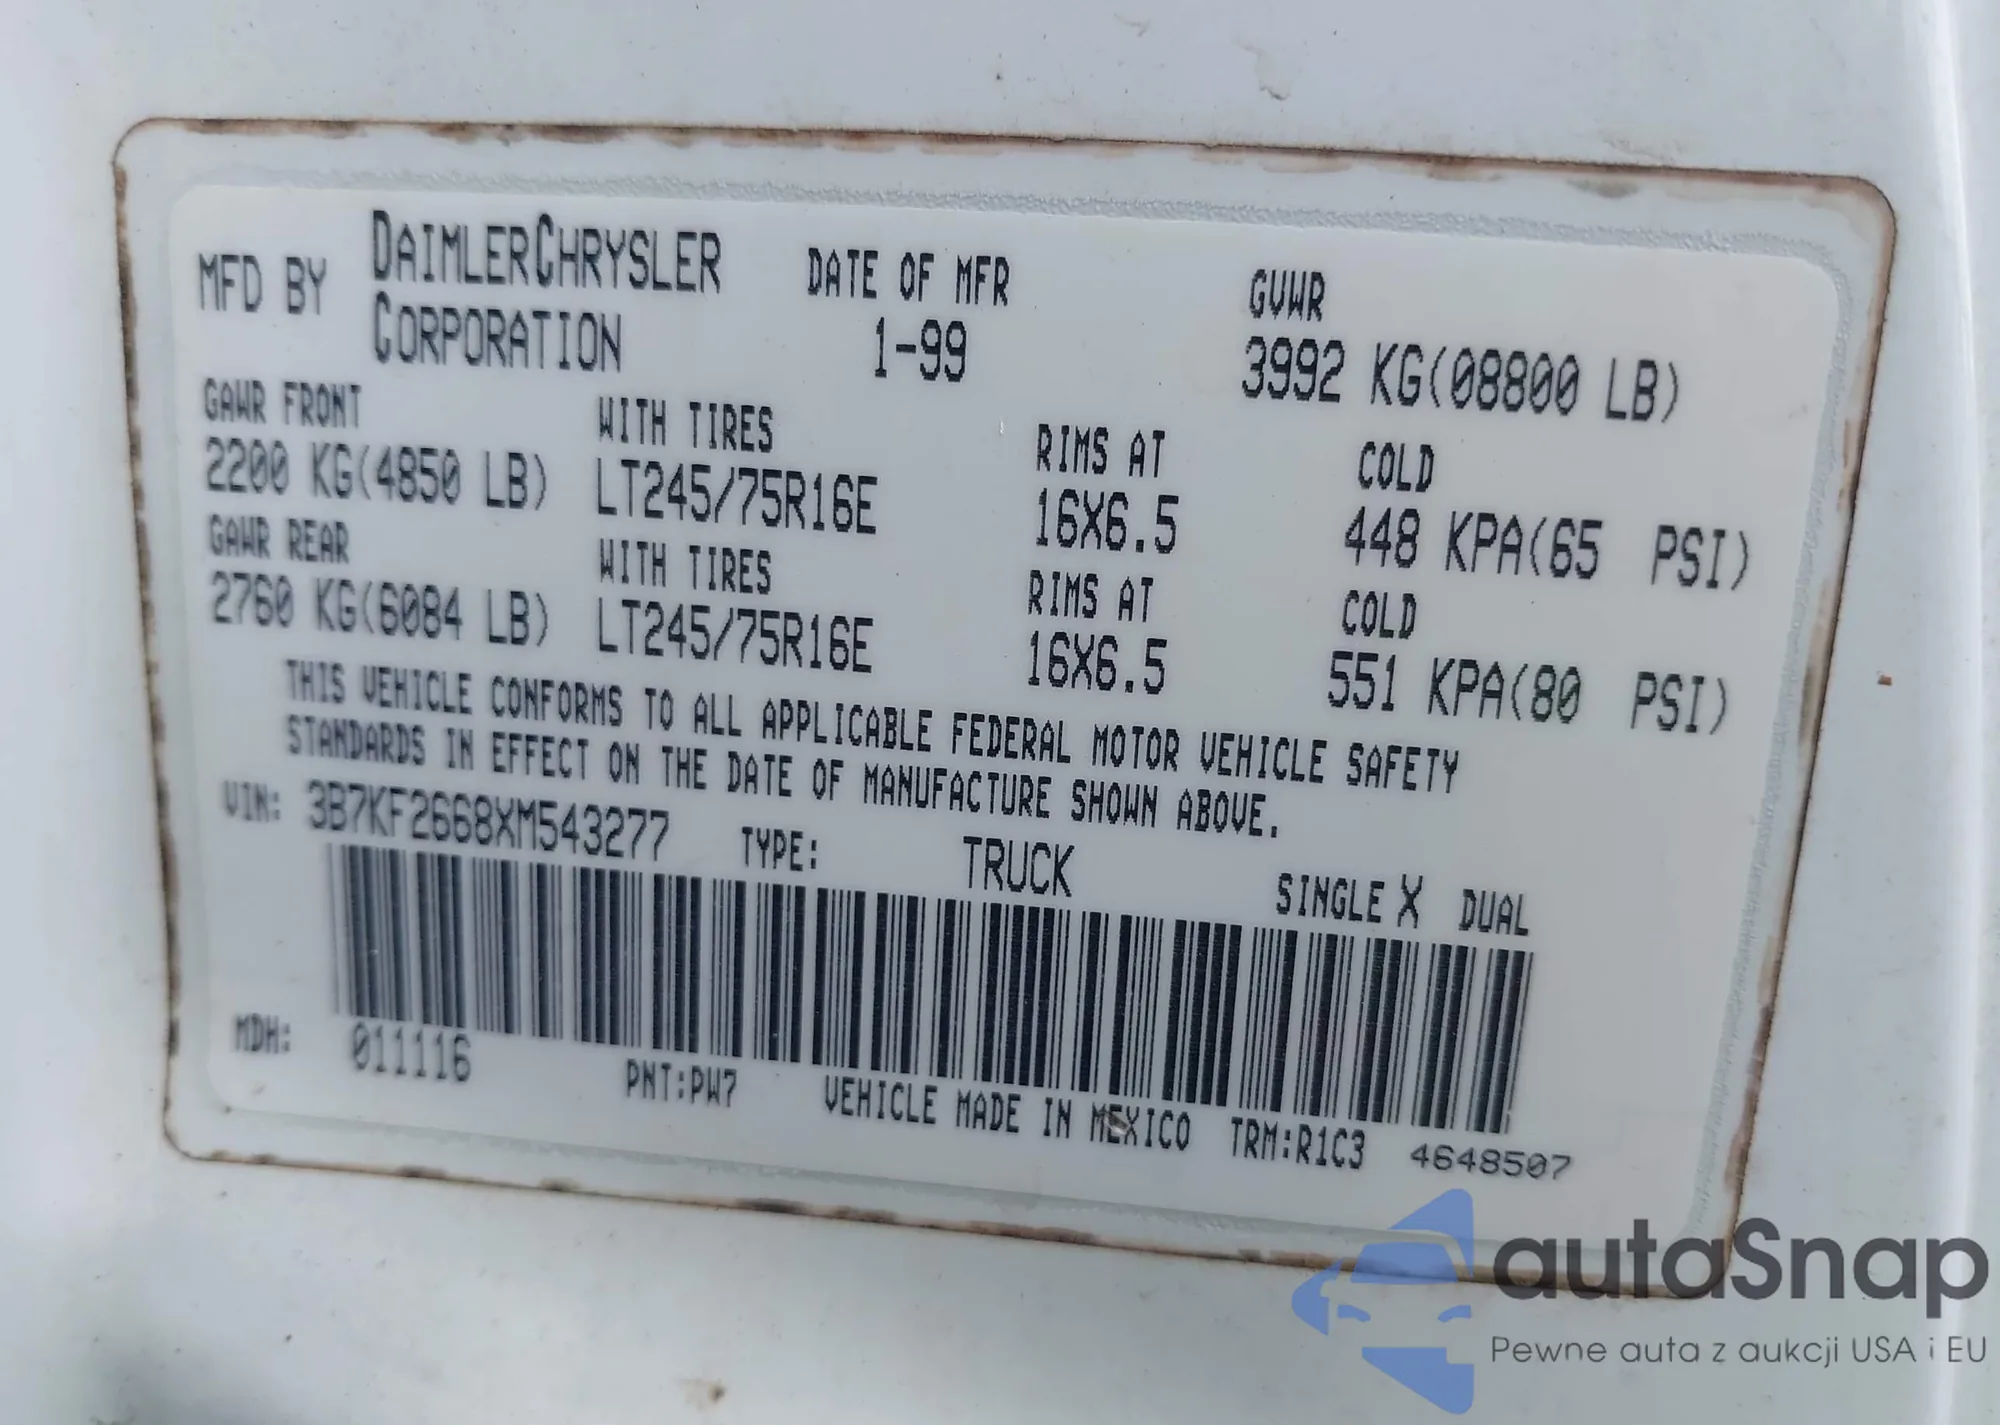 MFD BY DAIMLERCHRYSLER CORPORATION DATE OF MFR 1-99 GVWR 3992 KG(08800 LB)
GAWR FRONT WITH TIRES RIMS AT COLD
2200 KG(4850 LB) LT245/75R16E 16X6.5 448 KPA(65 PSI)
GAWR REAR WITH TIRES RIMS AT COLD
2760 KG(6084 LB) LT245/75R16E 16X6.5 551 KPA(80 PSI)
THIS VEHICLE CONFORMS TO ALL APPLICABLE FEDERAL MOTOR VEHICLE SAFETY
STANDARDS IN EFFECT ON THE DATE OF MANUFACTURE SHOWN ABOVE.
VIN: 3B7KF2668XM543277 TYPE: TRUCK SINGLE X DUAL
MDH: 011116 PNT:PW7 VEHICLE MADE IN MEXICO TRM:R1C3 4648507
autoSnap
Pewne auta z aukcji USA i EU